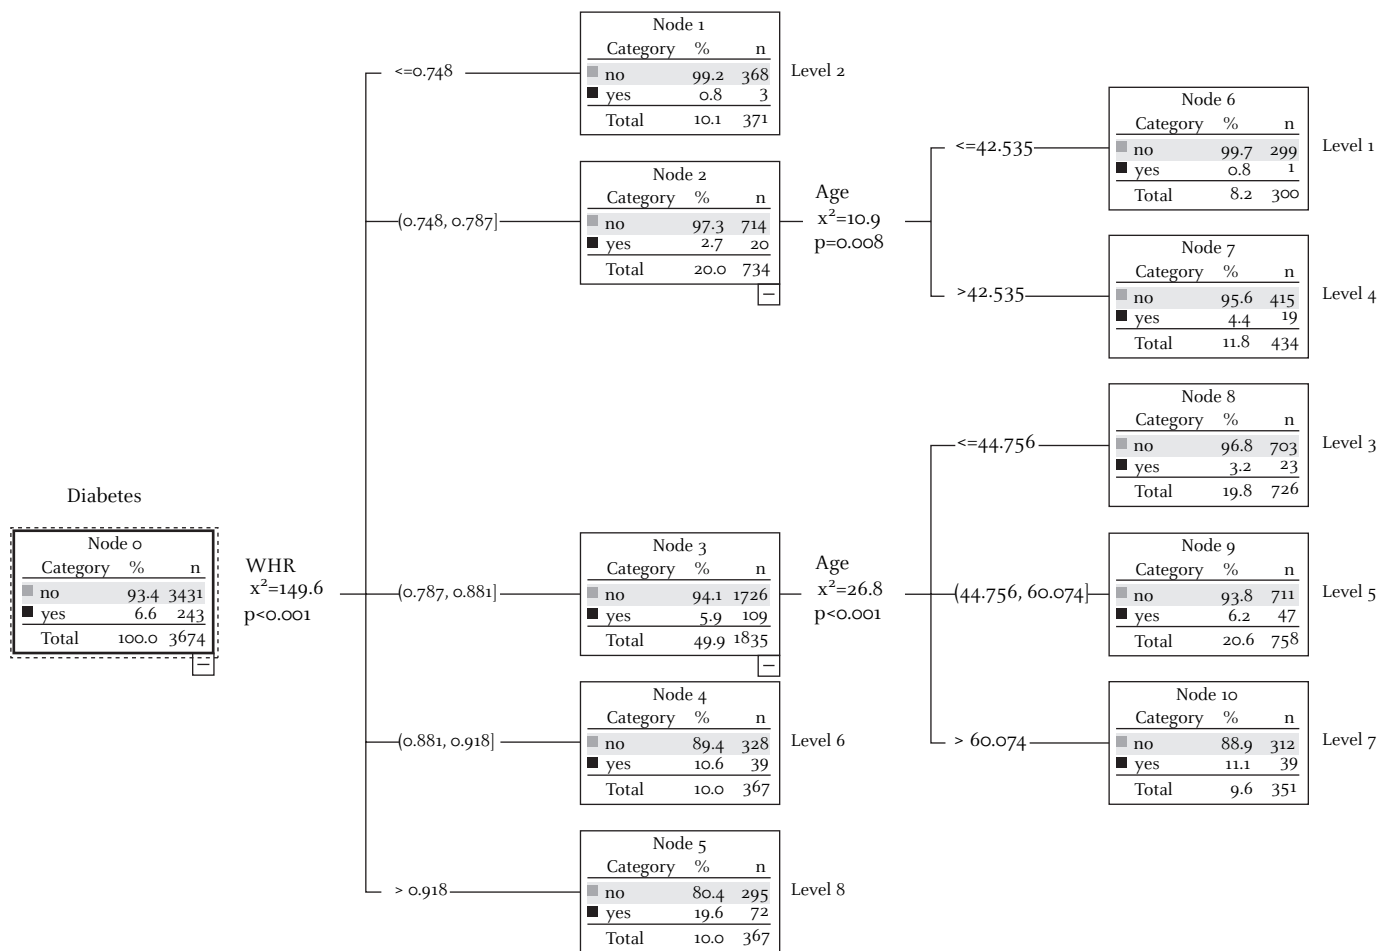 Diabetes
Node 0
Category % n
no 93.4 3431
yes 6.6 243
Total 100.0 3674
WHR
x²=149.6
p<0.001
<=0.748
Node 1
Category % n
no 99.2 368
yes 0.8 3
Total 10.1 371
Level 2
(0.748, 0.787]
Node 2
Category % n
no 97.3 714
yes 2.7 20
Total 20.0 734
Age
x²=10.9
p=0.008
<=42.535
Node 6
Category % n
no 99.7 299
yes 0.8 1
Total 8.2 300
Level 1
>42.535
Node 7
Category % n
no 95.6 415
yes 4.4 19
Total 11.8 434
Level 4
(0.787, 0.881]
Node 3
Category % n
no 94.1 1726
yes 5.9 109
Total 49.9 1835
Age
x²=26.8
p<0.001
<=44.756
Node 8
Category % n
no 96.8 703
yes 3.2 23
Total 19.8 726
Level 3
(44.756, 60.074]
Node 9
Category % n
no 93.8 711
yes 6.2 47
Total 20.6 758
Level 5
> 60.074
Node 10
Category % n
no 88.9 312
yes 11.1 39
Total 9.6 351
Level 7
(0.881, 0.918]
Node 4
Category % n
no 89.4 328
yes 10.6 39
Total 10.0 367
Level 6
> 0.918
Node 5
Category % n
no 80.4 295
yes 19.6 72
Total 10.0 367
Level 8